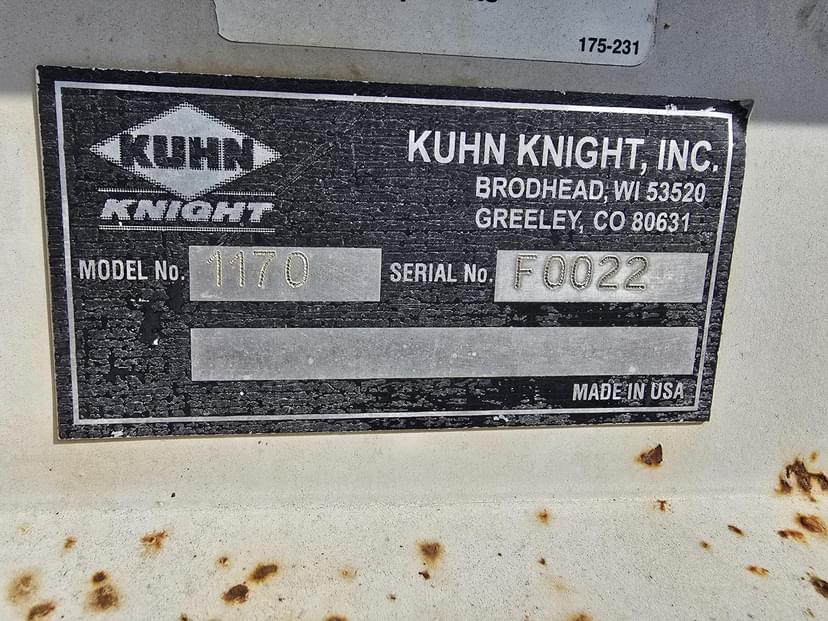 175-231
KUHN
KNIGHT
KUHN KNIGHT, INC.
BRODHEAD, WI 53520
GREELEY, CO 80631
MODEL No. 1170 SERIAL No. F0022
MADE IN USA